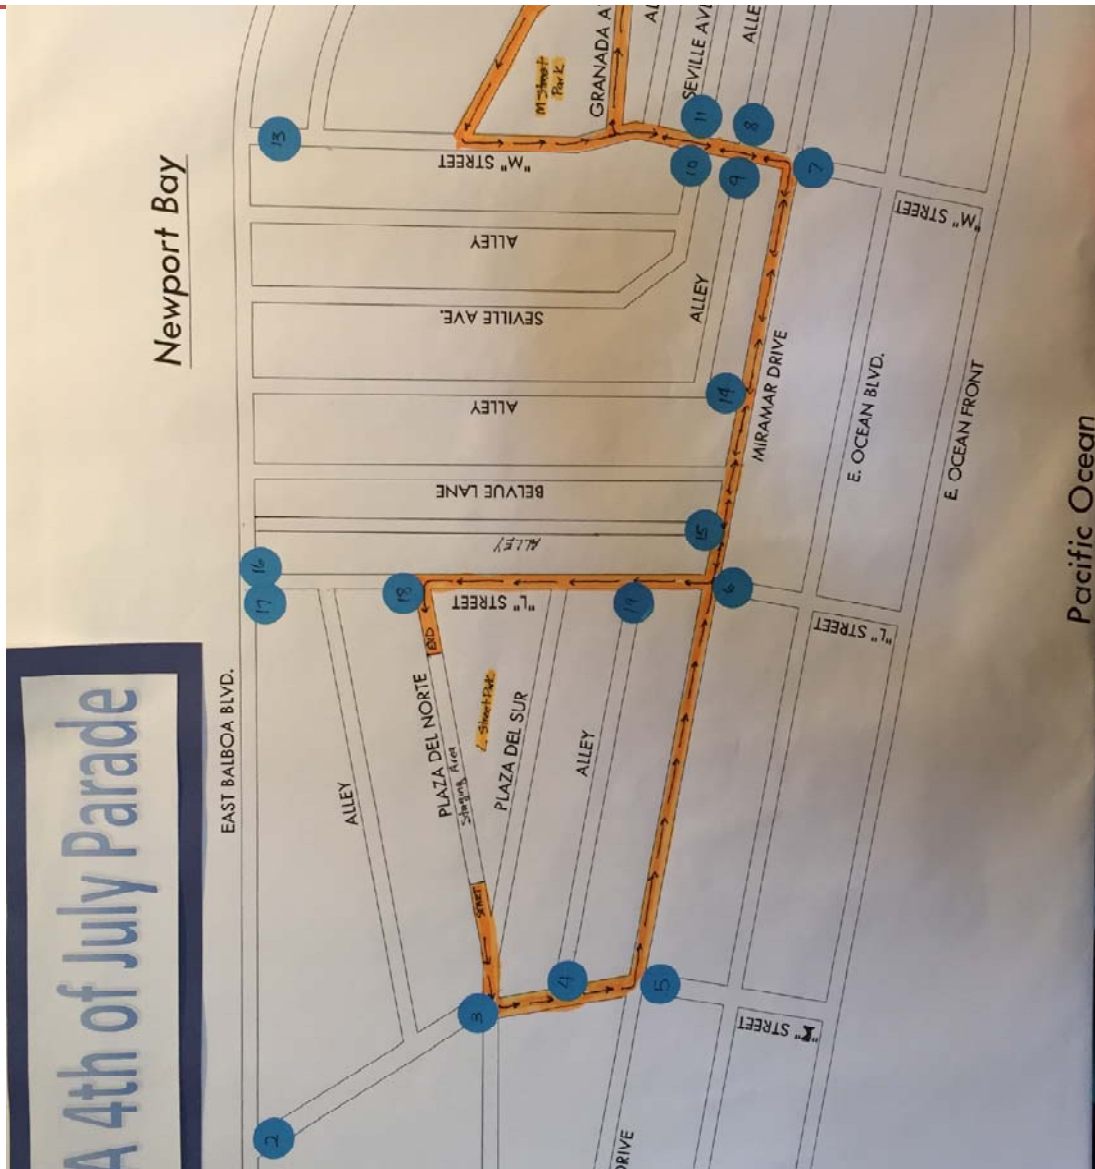 A 4th of July Parade
Newport Bay
Pacific Ocean
EAST BALBOA BLVD.
M Street
Park
GRANADA A
AL
SEVILLE AVE
ALLE
13
11
8
10
9
7
"M" STREET
"M" STREET
ALLEY
SEVILLE AVE.
ALLEY
ALLEY
14
MIRAMAR DRIVE
E. OCEAN BLVD.
E. OCEAN FRONT
BELVUE LANE
ALLEY
15
16
17
18
19
6
"L" STREET
"L" STREET
END
PLAZA DEL NORTE
Staging Area
L Street Park
PLAZA DEL SUR
ALLEY
ALLEY
START
3
4
5
2
STREET
DRIVE